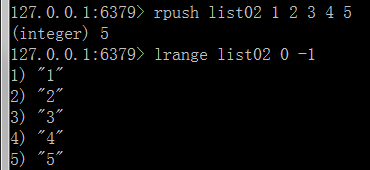 127.0.0.1:6379> rpush list02 1 2 3 4 5
(integer) 5
127.0.0.1:6379> lrange list02 0 -1
1) "1"
2) "2"
3) "3"
4) "4"
5) "5"